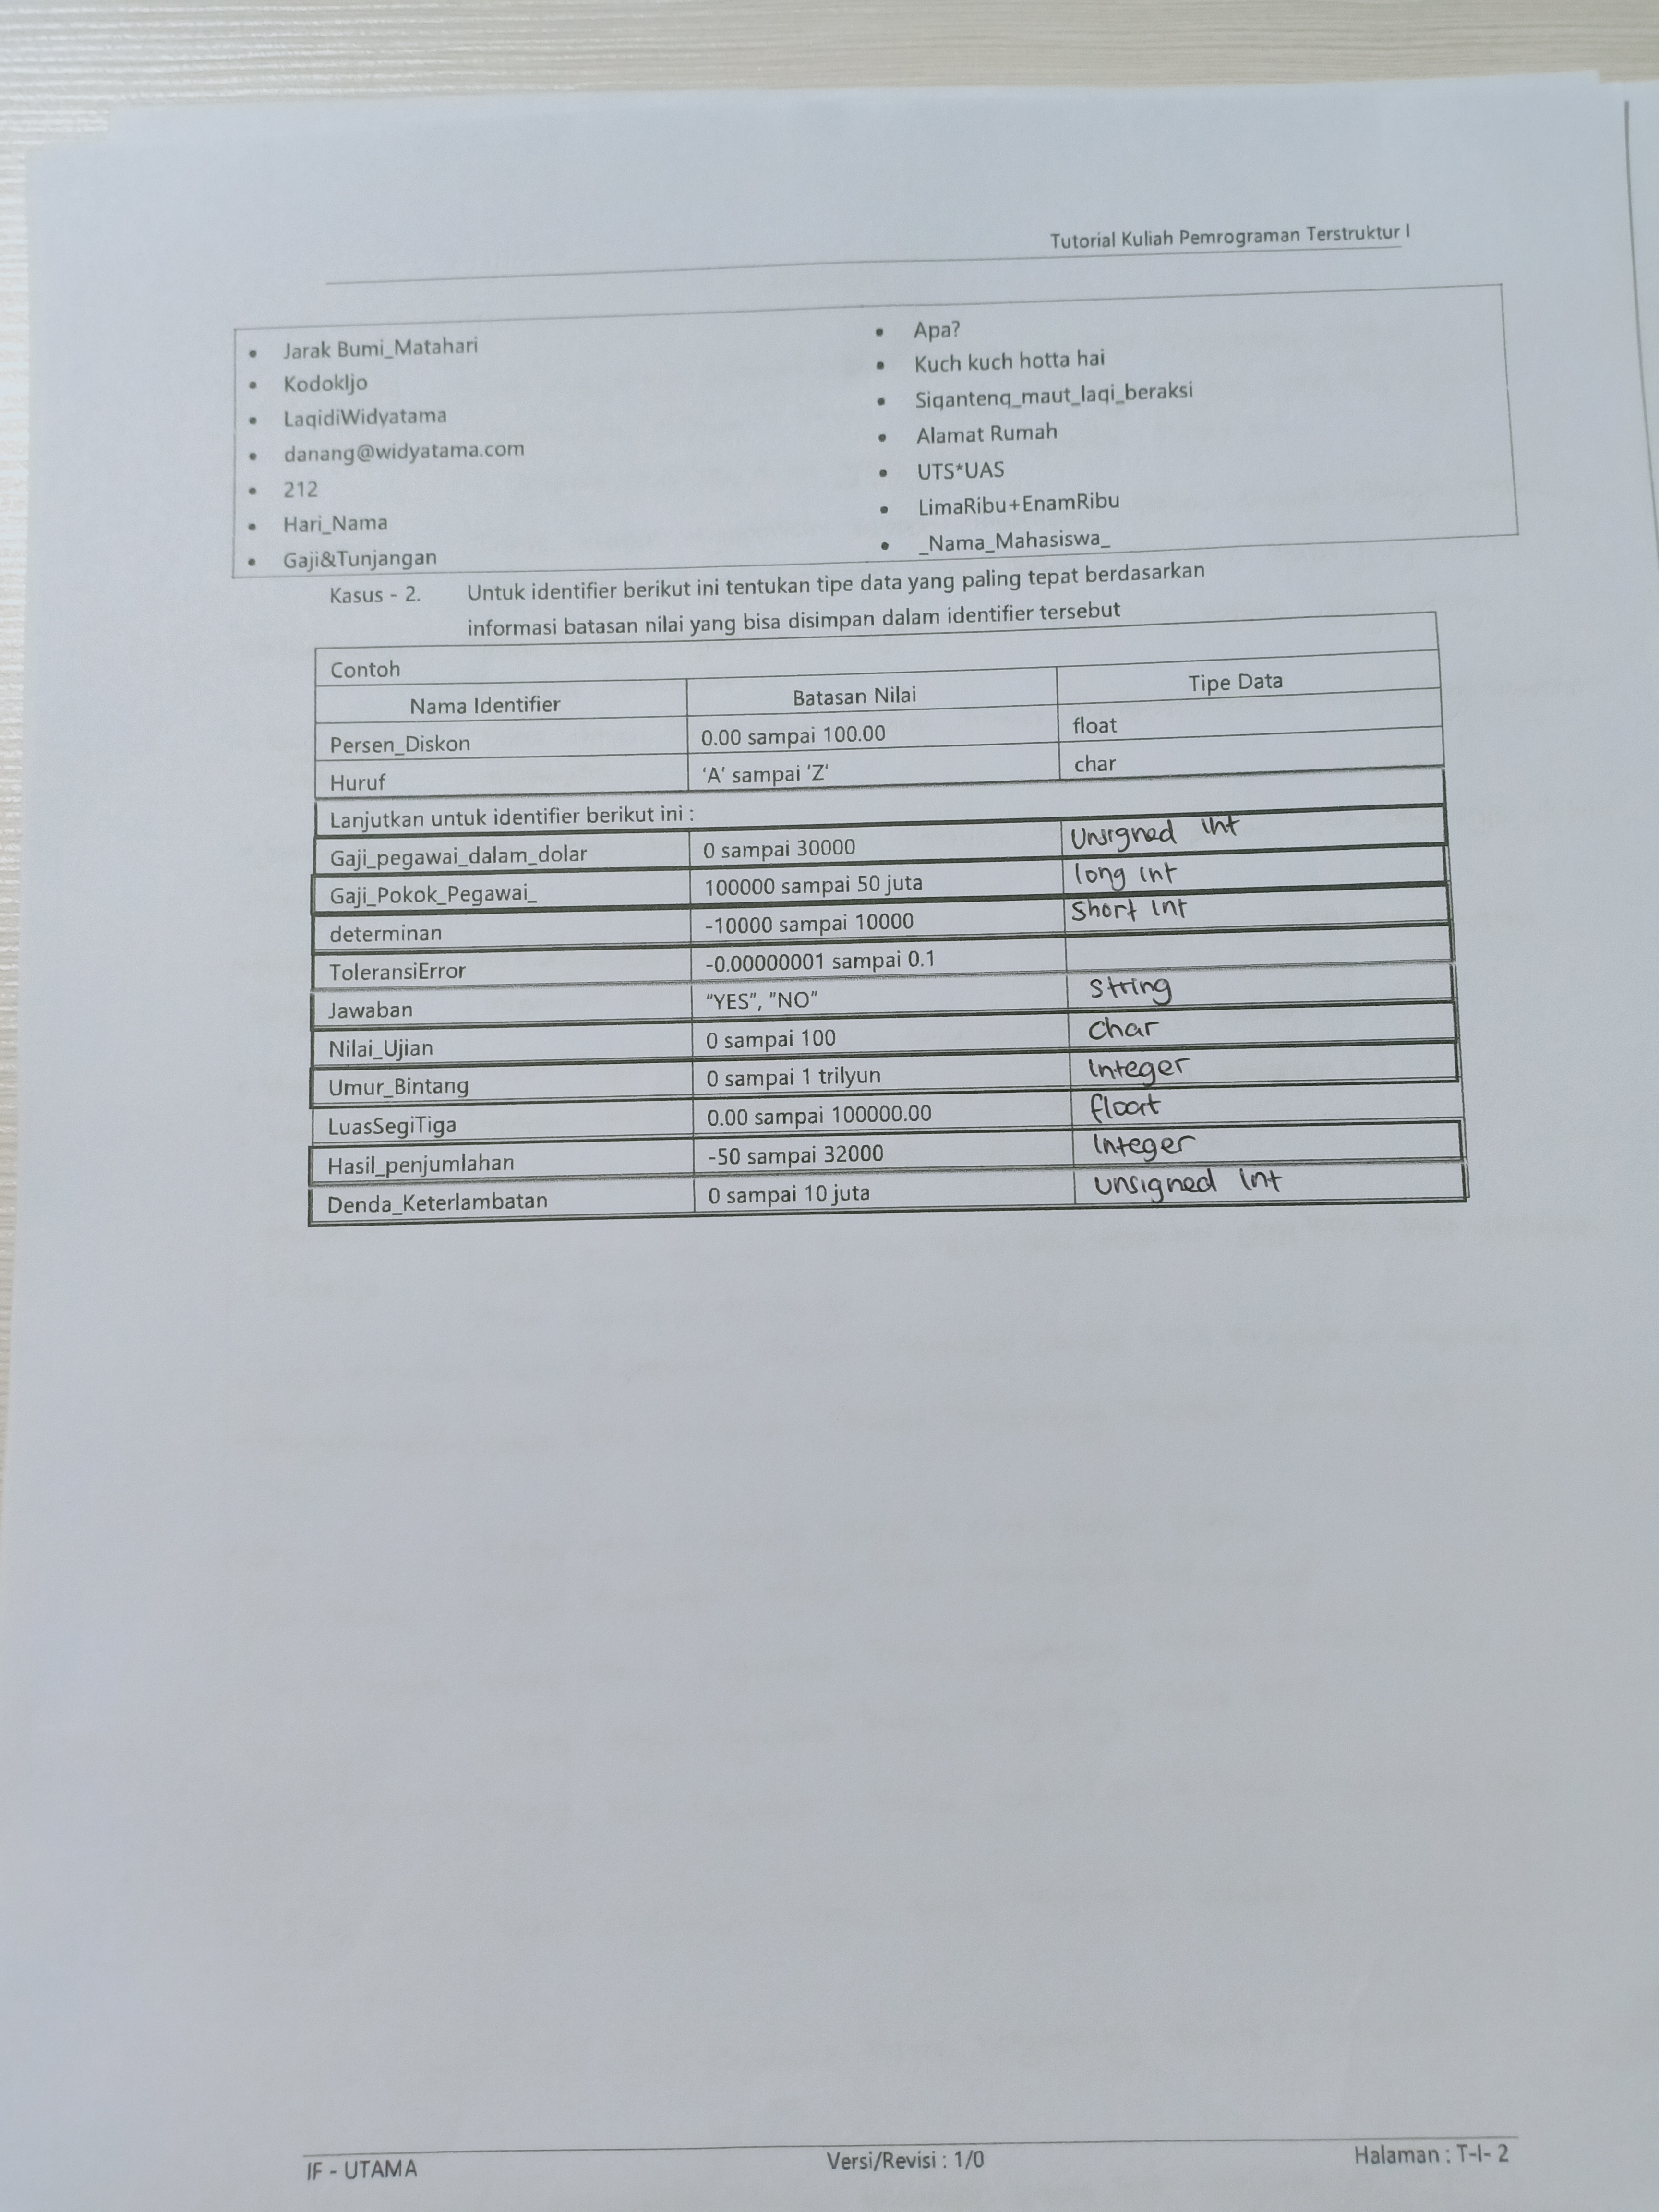 Tutorial Kuliah Pemrograman Terstruktur I
• Jarak Bumi_Matahari
• KodokIjo
• LaqidiWidyatama
• danang@widyatama.com
• 212
• Hari_Nama
• Gaji&Tunjangan
• Apa?
• Kuch kuch hotta hai
• Siqantenq_maut_laqi_beraksi
• Alamat Rumah
• UTS*UAS
• LimaRibu+EnamRibu
• _Nama_Mahasiswa_
Kasus - 2. Untuk identifier berikut ini tentukan tipe data yang paling tepat berdasarkan
informasi batasan nilai yang bisa disimpan dalam identifier tersebut
Contoh
Nama Identifier Batasan Nilai Tipe Data
Persen_Diskon 0.00 sampai 100.00 float
Huruf 'A' sampai 'Z' char
Lanjutkan untuk identifier berikut ini :
Gaji_pegawai_dalam_dolar 0 sampai 30000 Unsigned int
Gaji_Pokok_Pegawai_ 100000 sampai 50 juta long int
determinan -10000 sampai 10000 Short int
ToleransiError -0.00000001 sampai 0.1
Jawaban "YES", "NO" String
Nilai_Ujian 0 sampai 100 char
Umur_Bintang 0 sampai 1 trilyun Integer
LuasSegiTiga 0.00 sampai 100000.00 float
Hasil_penjumlahan -50 sampai 32000 Integer
Denda_Keterlambatan 0 sampai 10 juta unsigned int
IF - UTAMA Versi/Revisi : 1/0 Halaman : T-I- 2